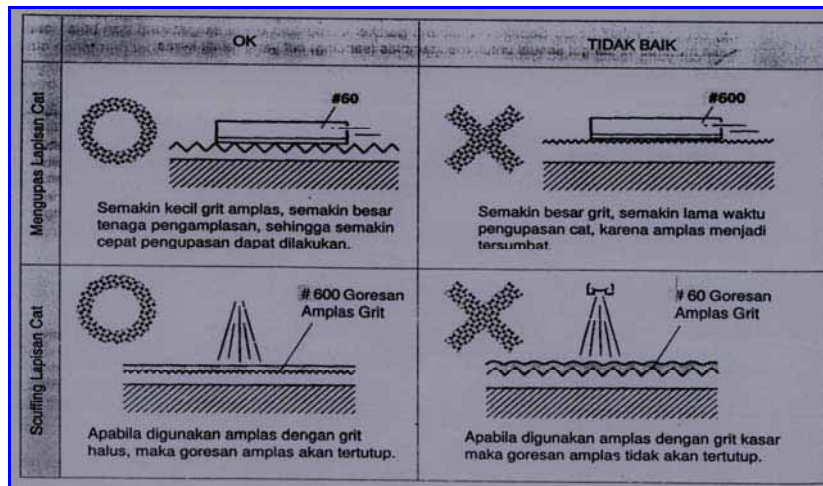 OK
TIDAK BAIK
Mengupas Lapisan Cat
#60
Semakin kecil grit amplas, semakin besar
tenaga pengamplasan, sehingga semakin
cepat pengupasan dapat dilakukan.
#600
Semakin besar grit, semakin lama waktu
pengupasan cat, karena amplas menjadi
tersumbat.
Scuffing Lapisan Cat
# 600 Goresan
Amplas Grit
Apabila digunakan amplas dengan grit
halus, maka goresan amplas akan tertutup.
# 60 Goresan
Amplas Grit
Apabila digunakan amplas dengan grit kasar
maka goresan amplas tidak akan tertutup.